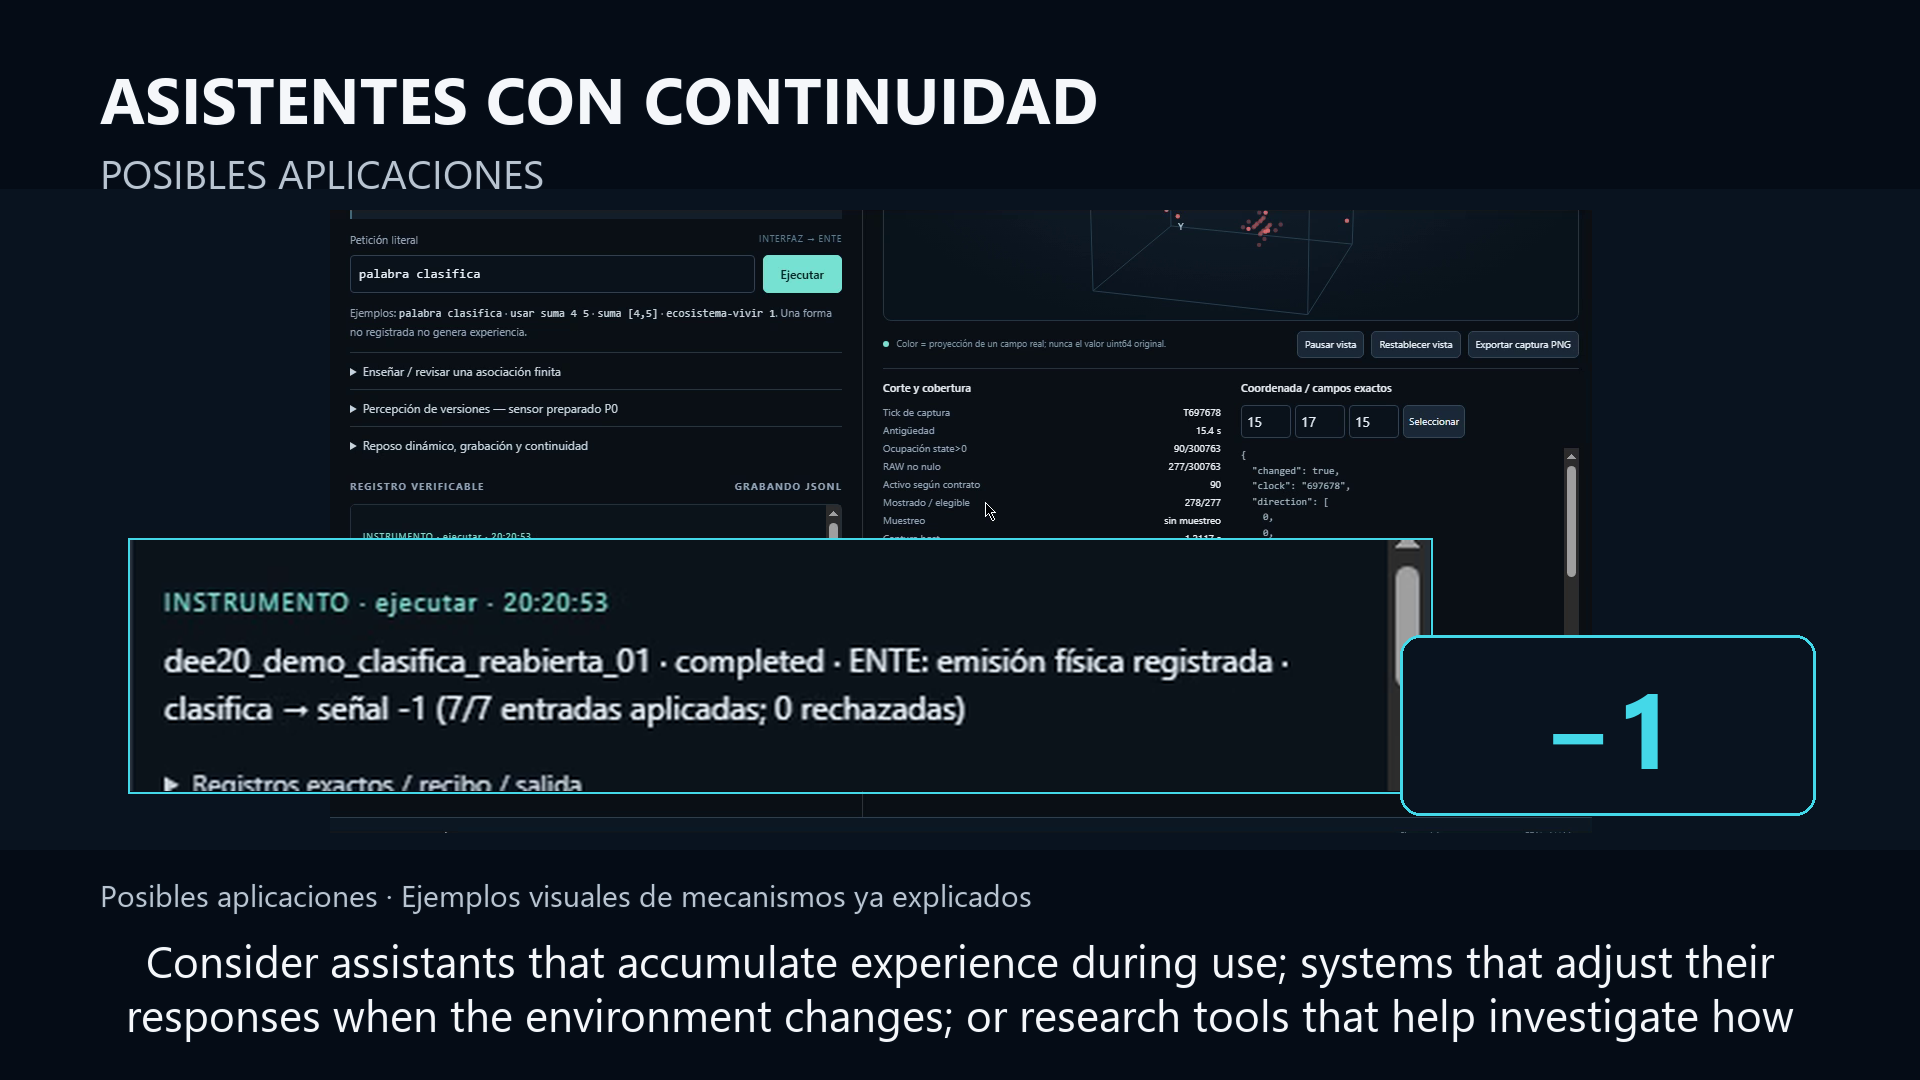 ASISTENTES CON CONTINUIDAD
POSIBLES APLICACIONES
Petición literal
INTERFAZ → ENTE
palabra clasifica
Ejecutar
Ejemplos: palabra clasifica · usar suma 4 5 · suma [4,5] · ecosistema-vivir 1. Una forma
no registrada no genera experiencia.
▶ Enseñar / revisar una asociación finita
▶ Percepción de versiones — sensor preparado P0
▶ Reposo dinámico, grabación y continuidad
REGISTRO VERIFICABLE
GRABANDO JSONL
INSTRUMENTO · ejecutar · 20:20:53
Y
Color = proyección de un campo real; nunca el valor uint64 original.
Pausar vista
Restablecer vista
Exportar captura PNG
Corte y cobertura
Tick de captura T697678
Antigüedad 15.4 s
Ocupación state>0 90/300763
RAW no nulo 277/300763
Activo según contrato 90
Mostrado / elegible 278/277
Muestreo sin muestreo
Coordenada / campos exactos
15 17 15 Seleccionar
{
"changed": true,
"clock": "697678",
"direction": [
0,
0,
INSTRUMENTO - ejecutar - 20:20:53
dee20_demo_clasifica_reabierta_01 · completed · ENTE: emisión física registrada ·
clasifica → señal -1 (7/7 entradas aplicadas; 0 rechazadas)
▶ Registros exactos / recibo / salida
–1
Posibles aplicaciones · Ejemplos visuales de mecanismos ya explicados
Consider assistants that accumulate experience during use; systems that adjust their
responses when the environment changes; or research tools that help investigate how